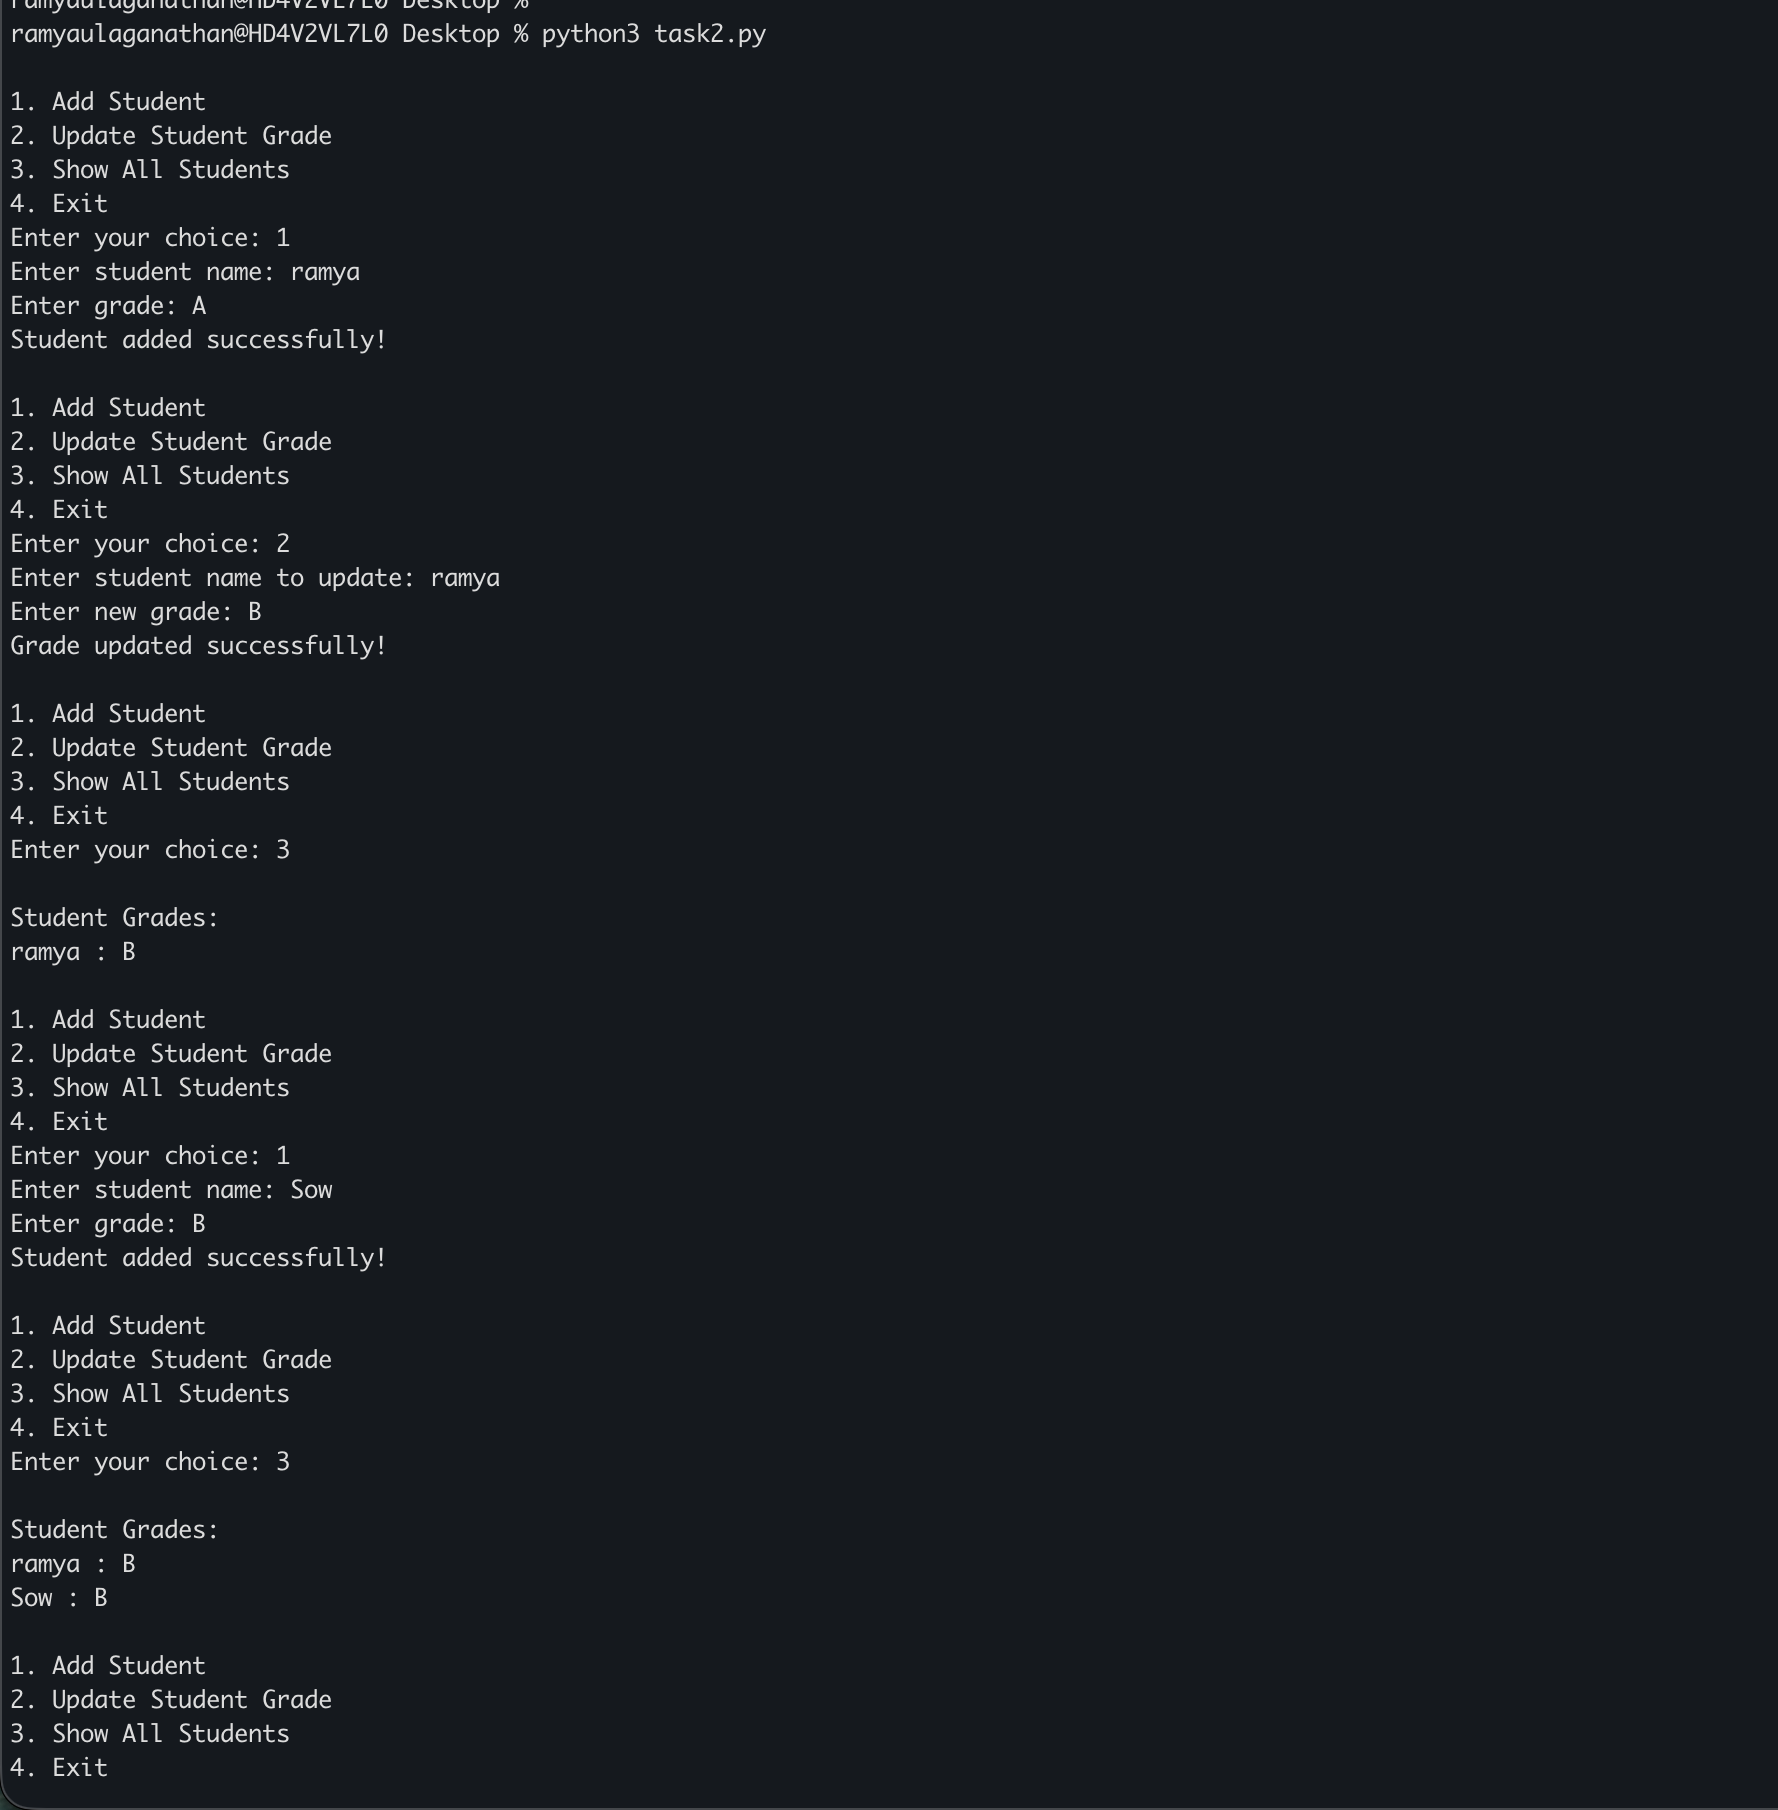 ramyaulaganathan@HD4V2VL7L0 Desktop %
ramyaulaganathan@HD4V2VL7L0 Desktop % python3 task2.py
1. Add Student
2. Update Student Grade
3. Show All Students
4. Exit
Enter your choice: 1
Enter student name: ramya
Enter grade: A
Student added successfully!
1. Add Student
2. Update Student Grade
3. Show All Students
4. Exit
Enter your choice: 2
Enter student name to update: ramya
Enter new grade: B
Grade updated successfully!
1. Add Student
2. Update Student Grade
3. Show All Students
4. Exit
Enter your choice: 3
Student Grades:
ramya : B
1. Add Student
2. Update Student Grade
3. Show All Students
4. Exit
Enter your choice: 1
Enter student name: Sow
Enter grade: B
Student added successfully!
1. Add Student
2. Update Student Grade
3. Show All Students
4. Exit
Enter your choice: 3
Student Grades:
ramya : B
Sow : B
1. Add Student
2. Update Student Grade
3. Show All Students
4. Exit